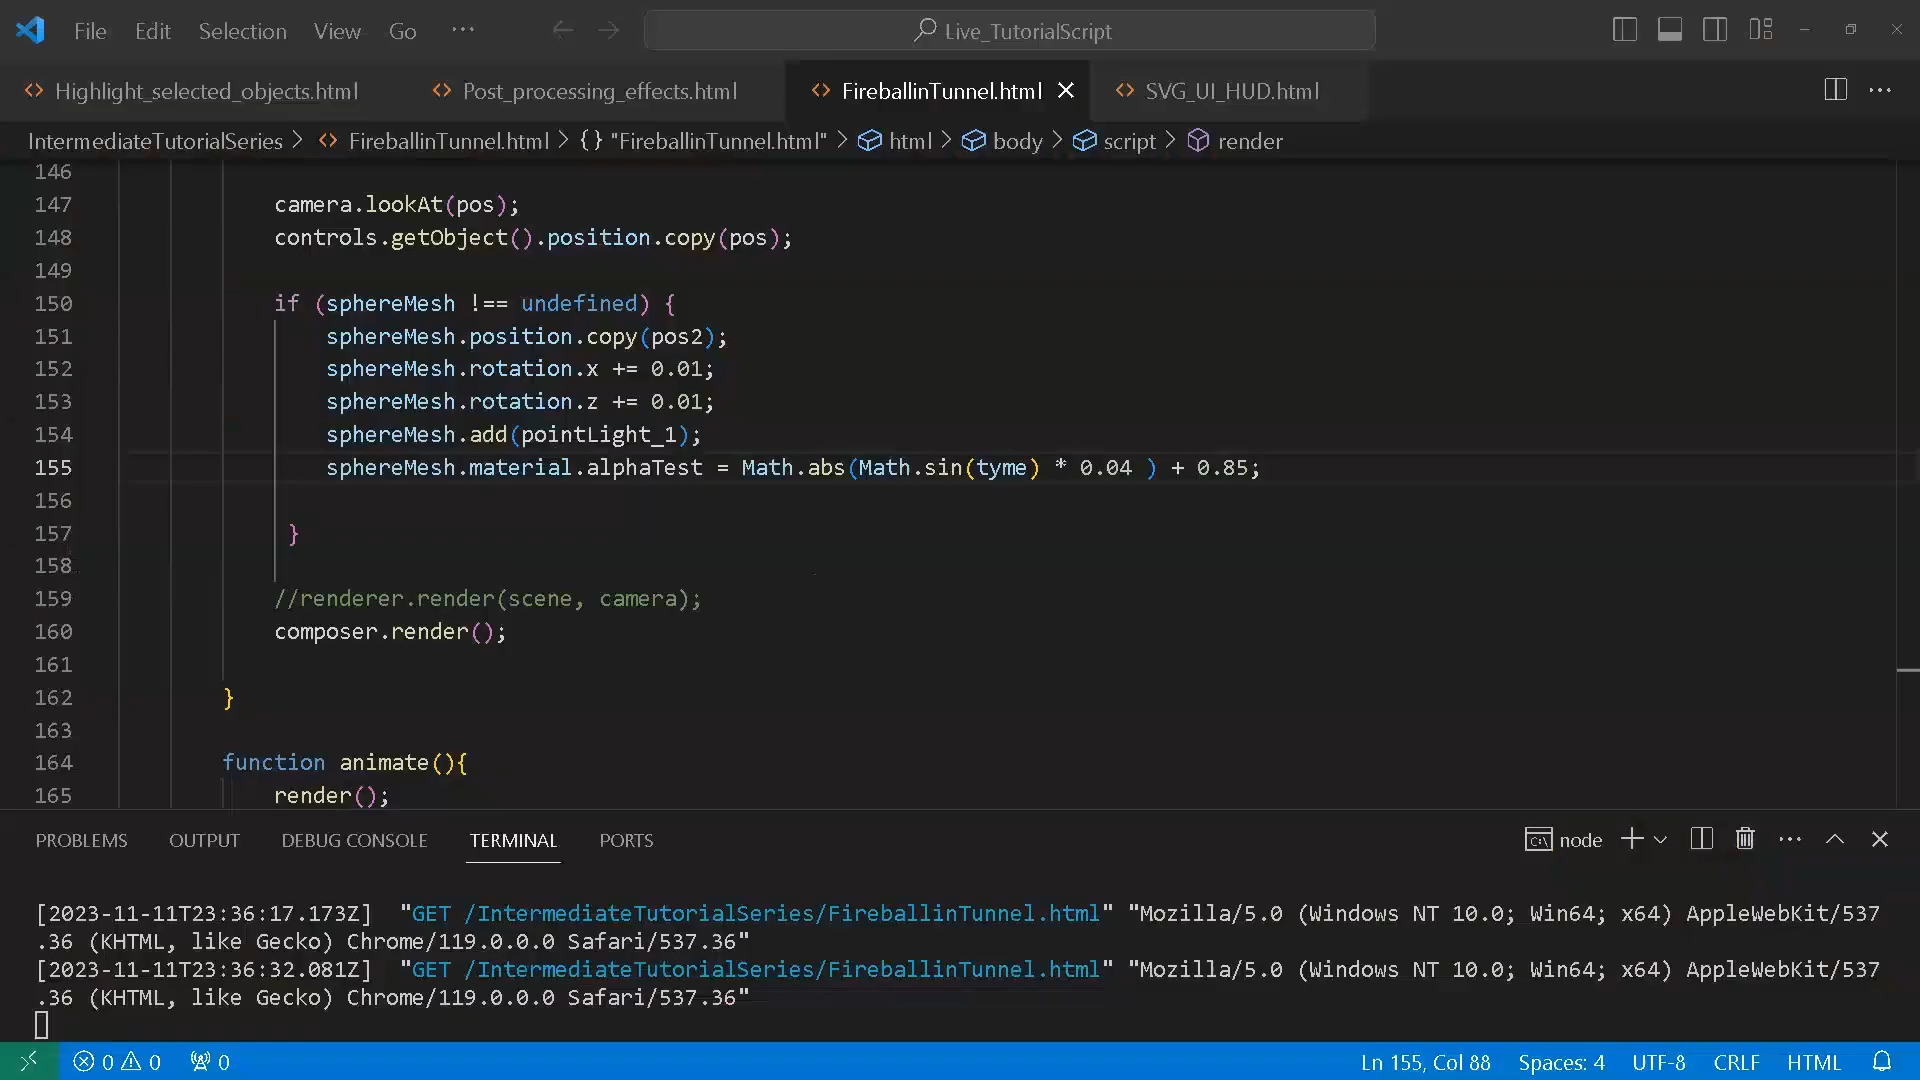 File Edit Selection View Go ··· Live_TutorialScript
Highlight_selected_objects.html Post_processing_effects.html FireballinTunnel.html SVG_UI_HUD.html
IntermediateTutorialSeries > FireballinTunnel.html > {} "FireballinTunnel.html" > html > body > script > render
146
147 camera.lookAt(pos);
148 controls.getObject().position.copy(pos);
149
150 if (sphereMesh !== undefined) {
151 sphereMesh.position.copy(pos2);
152 sphereMesh.rotation.x += 0.01;
153 sphereMesh.rotation.z += 0.01;
154 sphereMesh.add(pointLight_1);
155 sphereMesh.material.alphaTest = Math.abs(Math.sin(tyme) * 0.04 ) + 0.85;
156
157 }
158
159 //renderer.render(scene, camera);
160 composer.render();
161
162 }
163
164 function animate(){
165 render();
PROBLEMS OUTPUT DEBUG CONSOLE TERMINAL PORTS node
[2023-11-11T23:36:17.173Z] "GET /IntermediateTutorialSeries/FireballinTunnel.html" "Mozilla/5.0 (Windows NT 10.0; Win64; x64) AppleWebKit/537
.36 (KHTML, like Gecko) Chrome/119.0.0.0 Safari/537.36"
[2023-11-11T23:36:32.081Z] "GET /IntermediateTutorialSeries/FireballinTunnel.html" "Mozilla/5.0 (Windows NT 10.0; Win64; x64) AppleWebKit/537
.36 (KHTML, like Gecko) Chrome/119.0.0.0 Safari/537.36"
0 0 0 Ln 155, Col 88 Spaces: 4 UTF-8 CRLF HTML